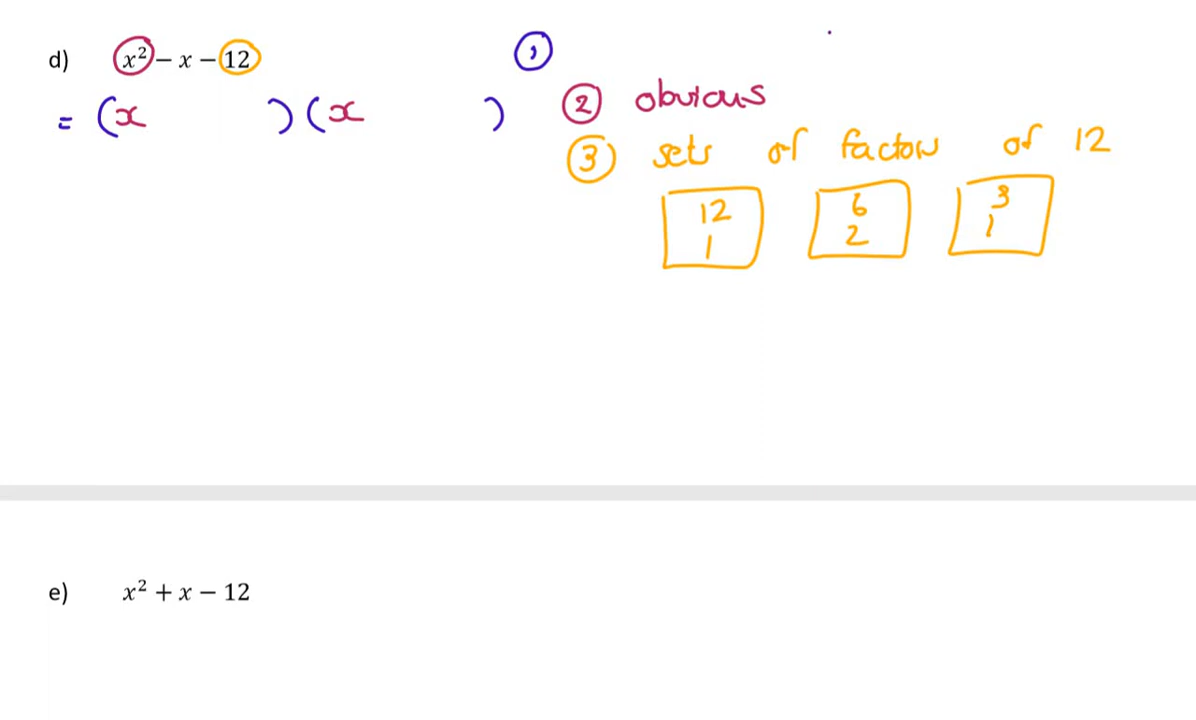 d) x² – x – 12
①
= (x )(x )
② obvious
③ sets of factors of 12
12 6 3
1 2 1
e) x² + x – 12